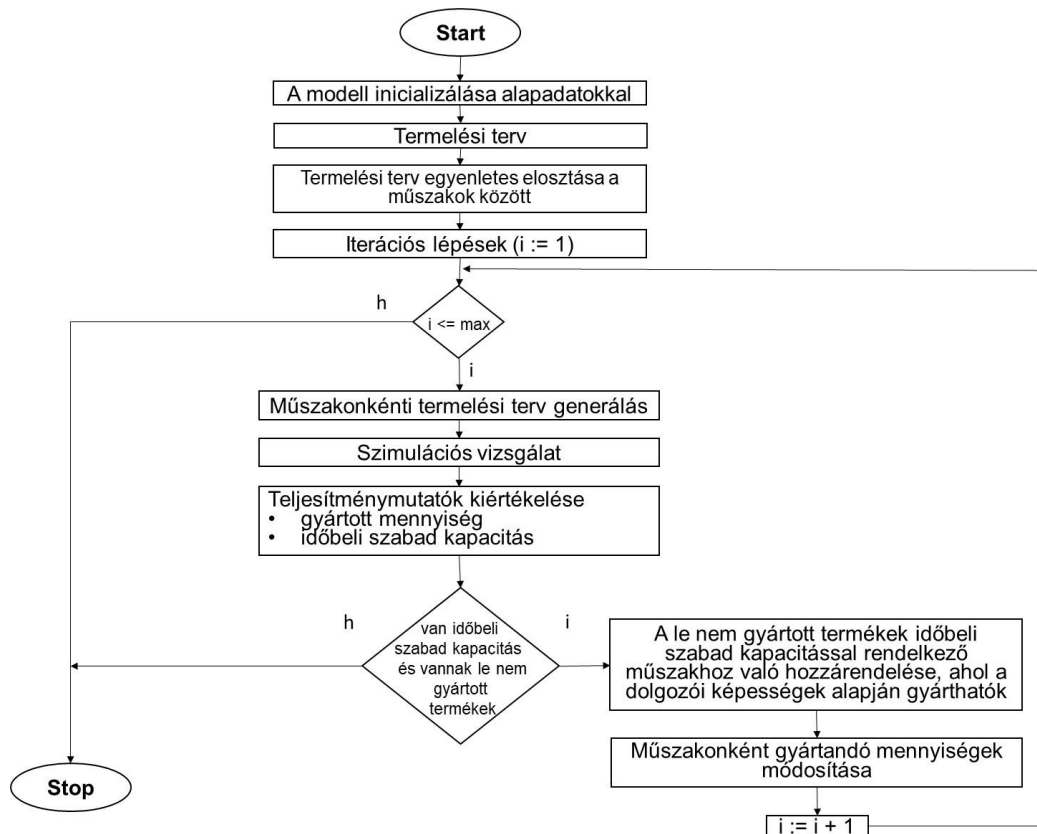 Start
A modell inicializálása alapadatokkal
Termelési terv
Termelési terv egyenletes elosztása a
műszakok között
Iterációs lépések (i := 1)
h
i <= max
i
Műszakonkénti termelési terv generálás
Szimulációs vizsgálat
Teljesítménymutatók kiértékelése
• gyártott mennyiség
• időbeli szabad kapacitás
h
van időbeli
szabad kapacitás
és vannak le nem
gyártott
termékek
i
A le nem gyártott termékek időbeli
szabad kapacitással rendelkező
műszakhoz való hozzárendelése, ahol a
dolgozói képességek alapján gyárthatók
Műszakonként gyártandó mennyiségek
módosítása
i := i + 1
Stop